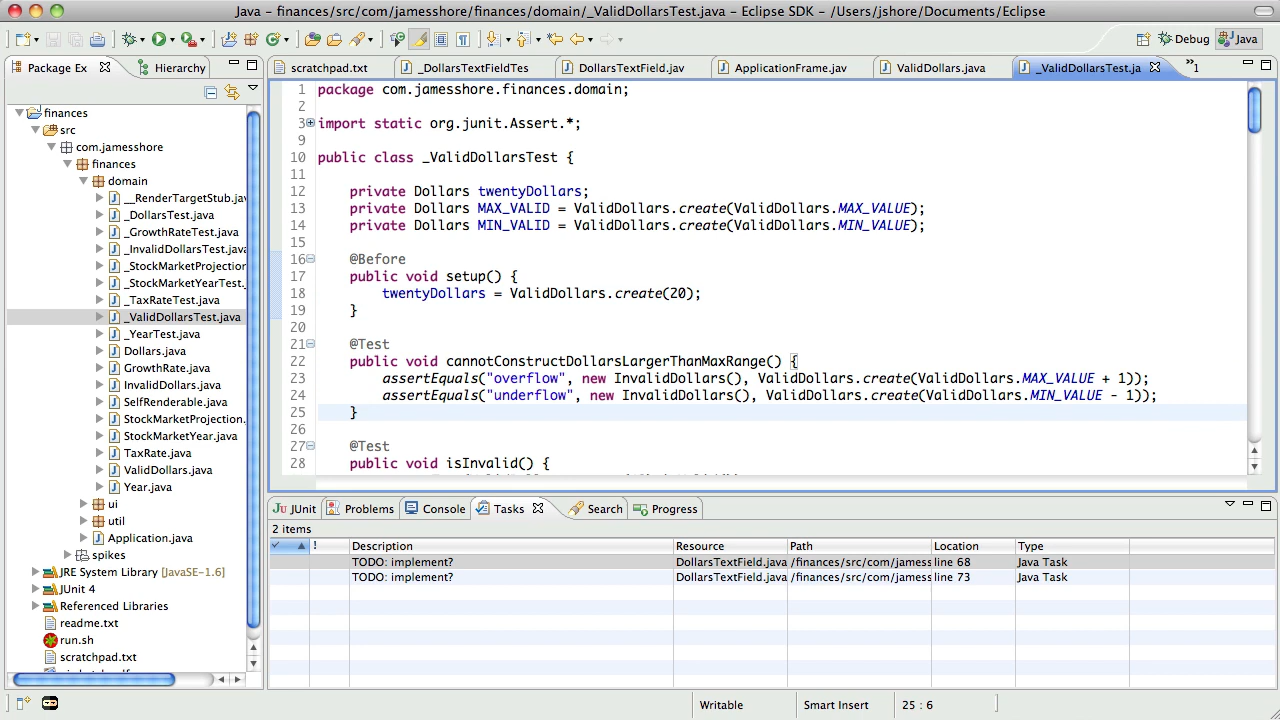 Java – finances/src/com/jamesshore/finances/domain/_ValidDollarsTest.java – Eclipse SDK – /Users/jshore/Documents/Eclipse
Debug
Java
Package Ex
Hierarchy
scratchpad.txt
_DollarsTextFieldTes
DollarsTextField.jav
ApplicationFrame.jav
ValidDollars.java
_ValidDollarsTest.ja
»1
finances
src
com.jamesshore
finances
domain
__RenderTargetStub.jav
_DollarsTest.java
_GrowthRateTest.java
_InvalidDollarsTest.java
_StockMarketProjection
_StockMarketYearTest.
_TaxRateTest.java
_ValidDollarsTest.java
_YearTest.java
Dollars.java
GrowthRate.java
InvalidDollars.java
SelfRenderable.java
StockMarketProjection.
StockMarketYear.java
TaxRate.java
ValidDollars.java
Year.java
ui
util
Application.java
spikes
JRE System Library [JavaSE-1.6]
JUnit 4
Referenced Libraries
readme.txt
run.sh
scratchpad.txt
1 package com.jamesshore.finances.domain;
2
3 import static org.junit.Assert.*;
9
10 public class _ValidDollarsTest {
11
12 private Dollars twentyDollars;
13 private Dollars MAX_VALID = ValidDollars.create(ValidDollars.MAX_VALUE);
14 private Dollars MIN_VALID = ValidDollars.create(ValidDollars.MIN_VALUE);
15
16 @Before
17 public void setup() {
18 twentyDollars = ValidDollars.create(20);
19 }
20
21 @Test
22 public void cannotConstructDollarsLargerThanMaxRange() {
23 assertEquals("overflow", new InvalidDollars(), ValidDollars.create(ValidDollars.MAX_VALUE + 1));
24 assertEquals("underflow", new InvalidDollars(), ValidDollars.create(ValidDollars.MIN_VALUE - 1));
25 }
26
27 @Test
28 public void isInvalid() {
JUnit
Problems
Console
Tasks
Search
Progress
2 items
! Description Resource Path Location Type
TODO: implement? DollarsTextField.java /finances/src/com/jamess line 68 Java Task
TODO: implement? DollarsTextField.java /finances/src/com/jamess line 73 Java Task
Writable
Smart Insert
25 : 6